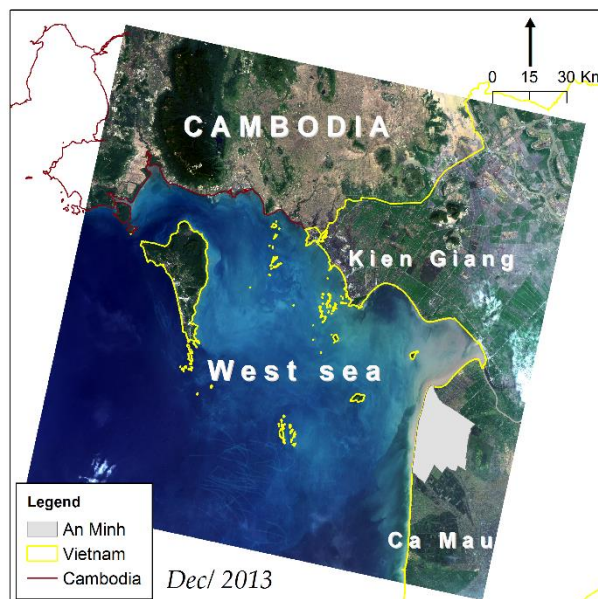 0 15 30 Km
CAMBODIA
Kien Giang
West sea
Ca Mau
Legend
An Minh
Vietnam
Cambodia
Dec/ 2013